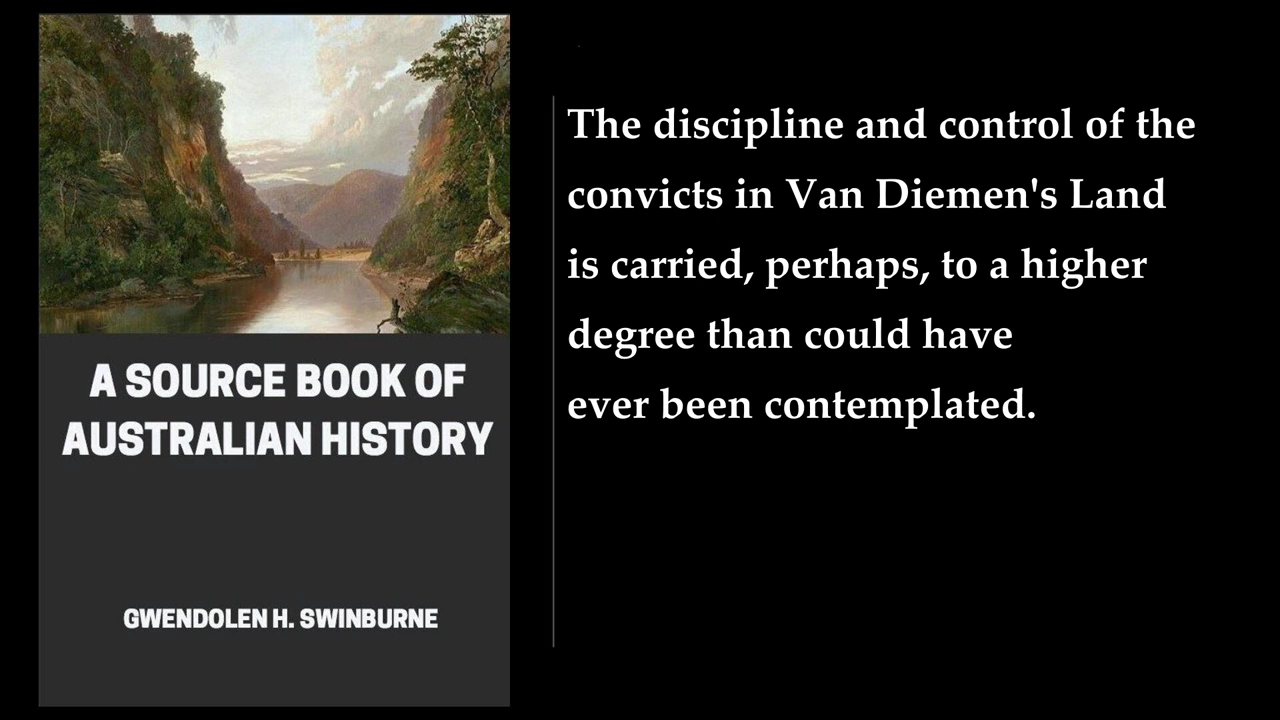 A SOURCE BOOK OF
AUSTRALIAN HISTORY
GWENDOLEN H. SWINBURNE
The discipline and control of the
convicts in Van Diemen's Land
is carried, perhaps, to a higher
degree than could have
ever been contemplated.